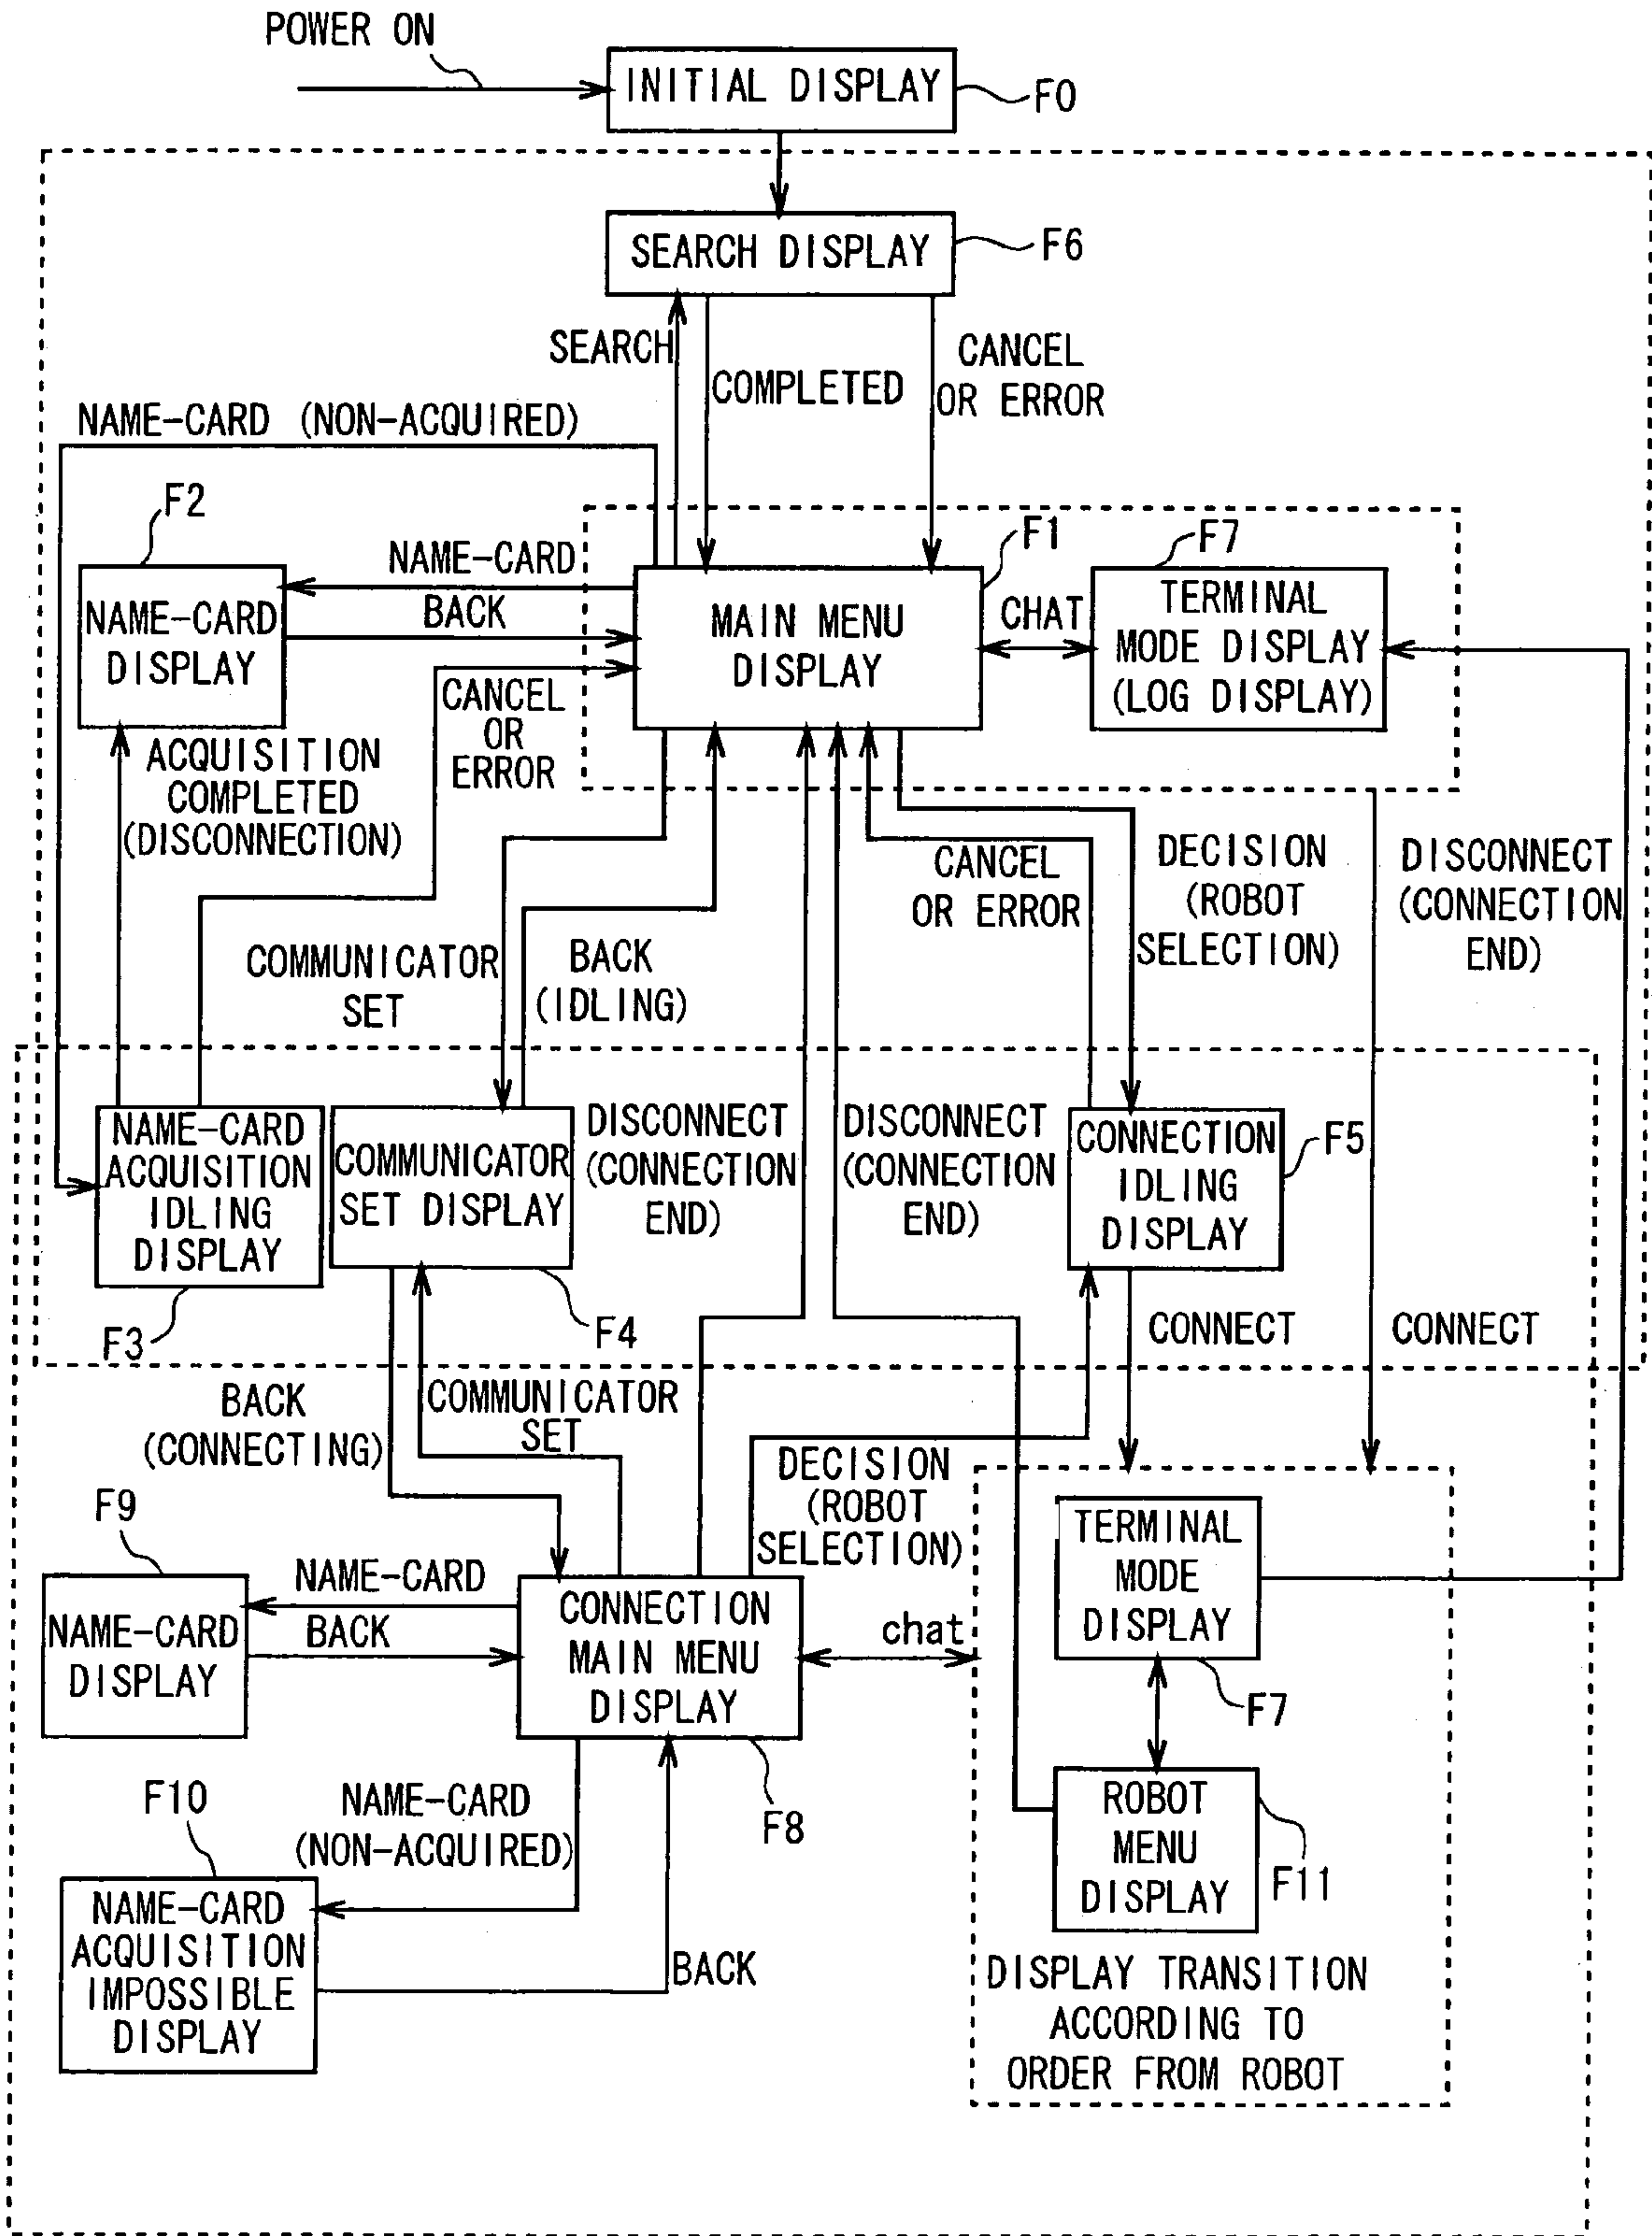 POWER ON
INITIAL DISPLAY
F0
SEARCH DISPLAY
F6
SEARCH
COMPLETED
CANCEL
OR ERROR
NAME-CARD (NON-ACQUIRED)
F2
NAME-CARD
BACK
NAME-CARD
DISPLAY
F1
MAIN MENU
DISPLAY
CHAT
F7
TERMINAL
MODE DISPLAY
(LOG DISPLAY)
CANCEL
OR
ERROR
ACQUISITION
COMPLETED
(DISCONNECTION)
COMMUNICATOR
SET
BACK
(IDLING)
CANCEL
OR ERROR
DECISION
(ROBOT
SELECTION)
DISCONNECT
(CONNECTION
END)
NAME-CARD
ACQUISITION
IDLING
DISPLAY
F3
COMMUNICATOR
SET DISPLAY
F4
DISCONNECT
(CONNECTION
END)
DISCONNECT
(CONNECTION
END)
CONNECTION
IDLING
DISPLAY
F5
CONNECT
CONNECT
BACK
(CONNECTING)
COMMUNICATOR
SET
DECISION
(ROBOT
SELECTION)
F9
NAME-CARD
DISPLAY
NAME-CARD
BACK
CONNECTION
MAIN MENU
DISPLAY
F8
chat
TERMINAL
MODE
DISPLAY
F7
F10
NAME-CARD
(NON-ACQUIRED)
NAME-CARD
ACQUISITION
IMPOSSIBLE
DISPLAY
BACK
ROBOT
MENU
DISPLAY
F11
DISPLAY TRANSITION
ACCORDING TO
ORDER FROM ROBOT